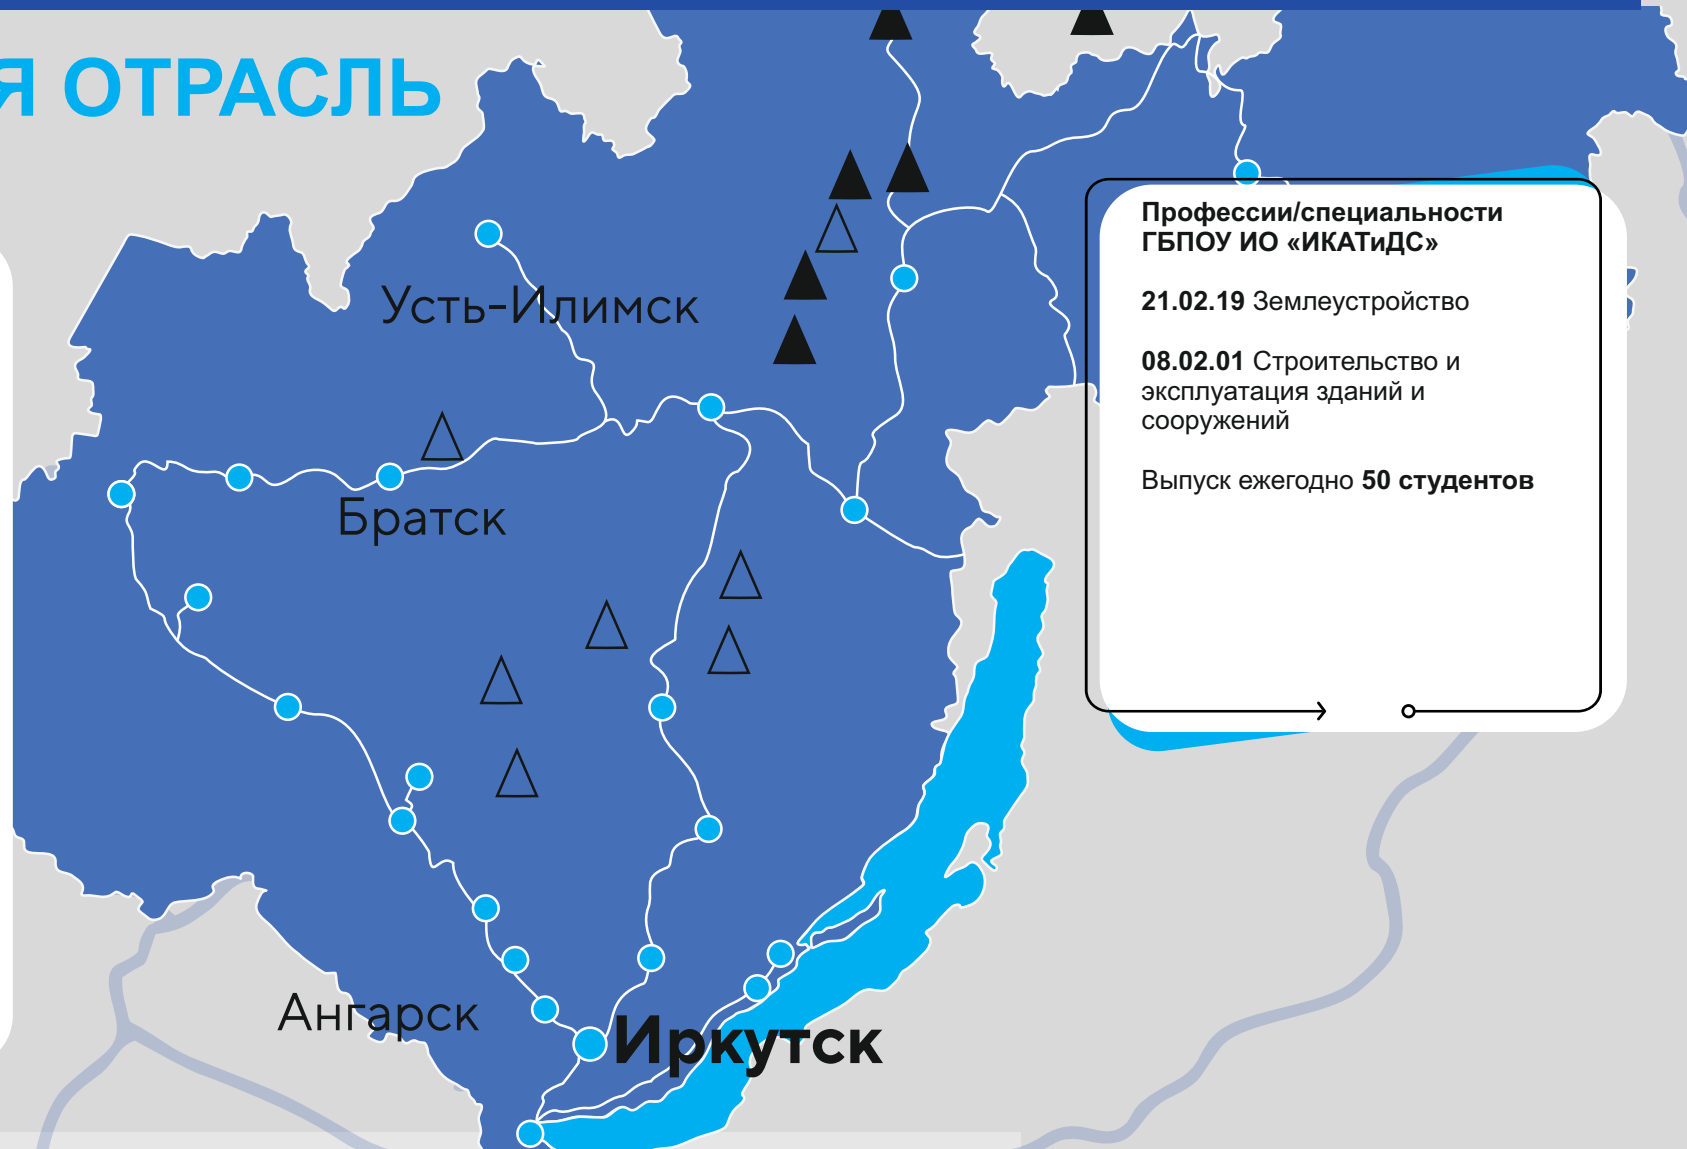 Я ОТРАСЛЬ
Профессии/специальности
ГБПОУ ИО «ИКАТиДС»
21.02.19 Землеустройство
08.02.01 Строительство и
эксплуатация зданий и
сооружений
Выпуск ежегодно 50 студентов
Усть-Илимск
Братск
Ангарск
Иркутск